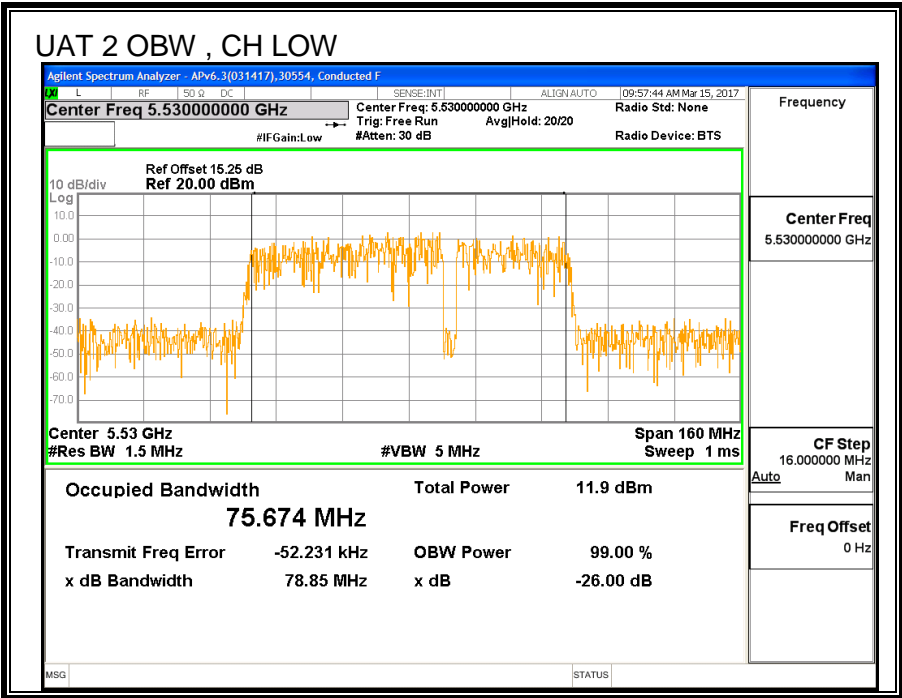 UAT 2 OBW , CH LOW
Agilent Spectrum Analyzer - APv6.3(031417),30554, Conducted F
LXI L RF 50 Ω DC SENSE:INT ALIGN AUTO 09:57:44 AM Mar 15, 2017
Center Freq 5.530000000 GHz
Center Freq: 5.530000000 GHz Radio Std: None
Trig: Free Run Avg|Hold: 20/20
#IFGain:Low #Atten: 30 dB Radio Device: BTS
Frequency
Ref Offset 15.25 dB
10 dB/div Ref 20.00 dBm
Log
10.0
0.00
-10.0
-20.0
-30.0
-40.0
-50.0
-60.0
-70.0
Center 5.53 GHz Span 160 MHz
#Res BW 1.5 MHz #VBW 5 MHz Sweep 1 ms
Center Freq
5.530000000 GHz
CF Step
16.000000 MHz
Auto Man
Freq Offset
0 Hz
Occupied Bandwidth Total Power 11.9 dBm
75.674 MHz
Transmit Freq Error -52.231 kHz OBW Power 99.00 %
x dB Bandwidth 78.85 MHz x dB -26.00 dB
MSG STATUS